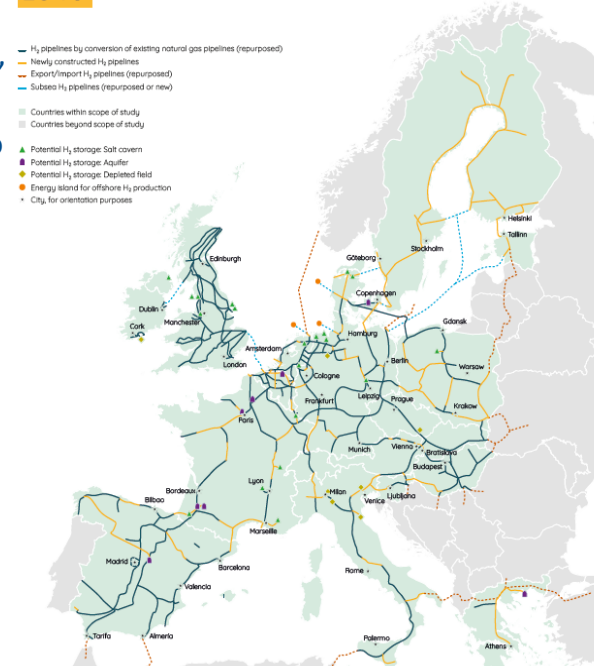 H₂ pipelines by conversion of existing natural gas pipelines (repurposed)
Newly constructed H₂ pipelines
Export/Import H₂ pipelines (repurposed)
Subsea H₂ pipelines (repurposed or new)
Countries within scope of study
Countries beyond scope of study
Potential H₂ storage: Salt cavern
Potential H₂ storage: Aquifer
Potential H₂ storage: Depleted field
Energy island for offshore H₂ production
City, for orientation purposes
Helsinki
Tallinn
Stockholm
Edinburgh
Göteborg
Copenhagen
Dublin
Manchester
Cork
Gdansk
Hamburg
Amsterdam
London
Berlin
Warsaw
Cologne
Leipzig
Prague
Frankfurt
Krakow
Paris
Munich
Vienna
Bratislava
Budapest
Lyon
Bordeaux
Milan
Venice
Ljubljana
Bilbao
Marseille
Madrid
Barcelona
Rome
Valencia
Tarifa
Almeria
Palermo
Athens